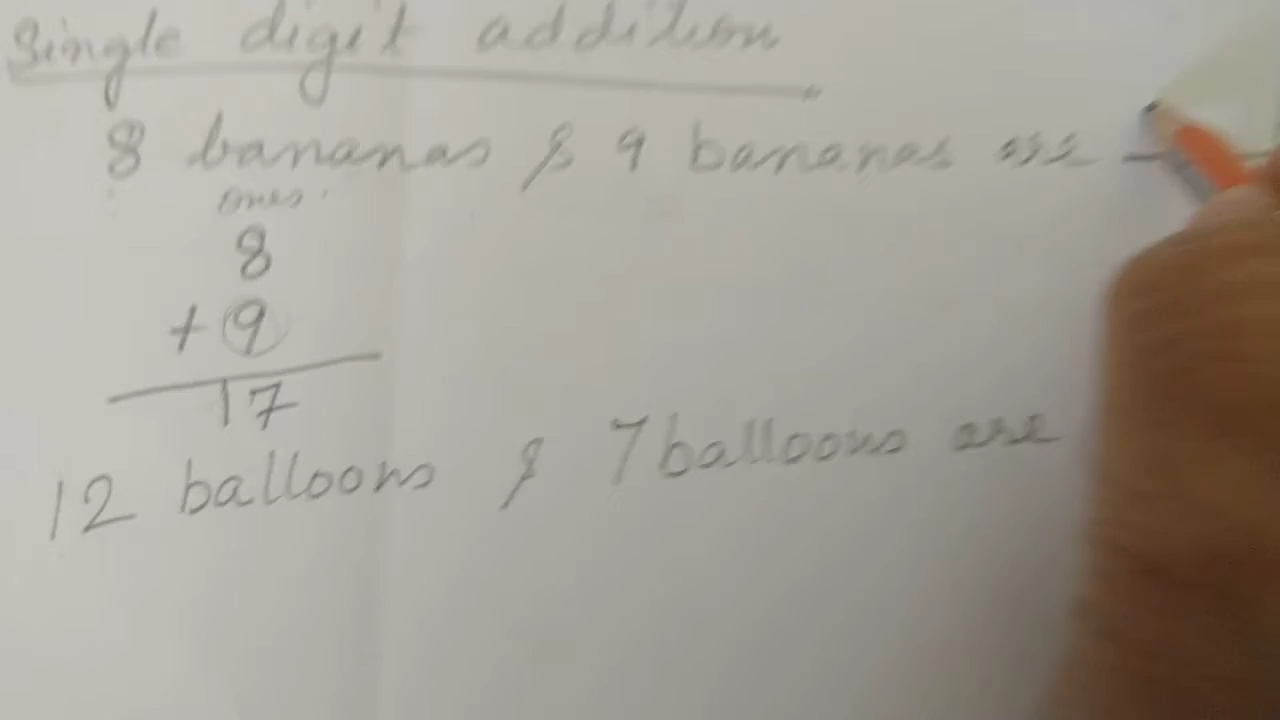 Single digit addition
8 bananas & 9 bananas are
ones
8
+ 9
17
12 balloons & 7 balloons are